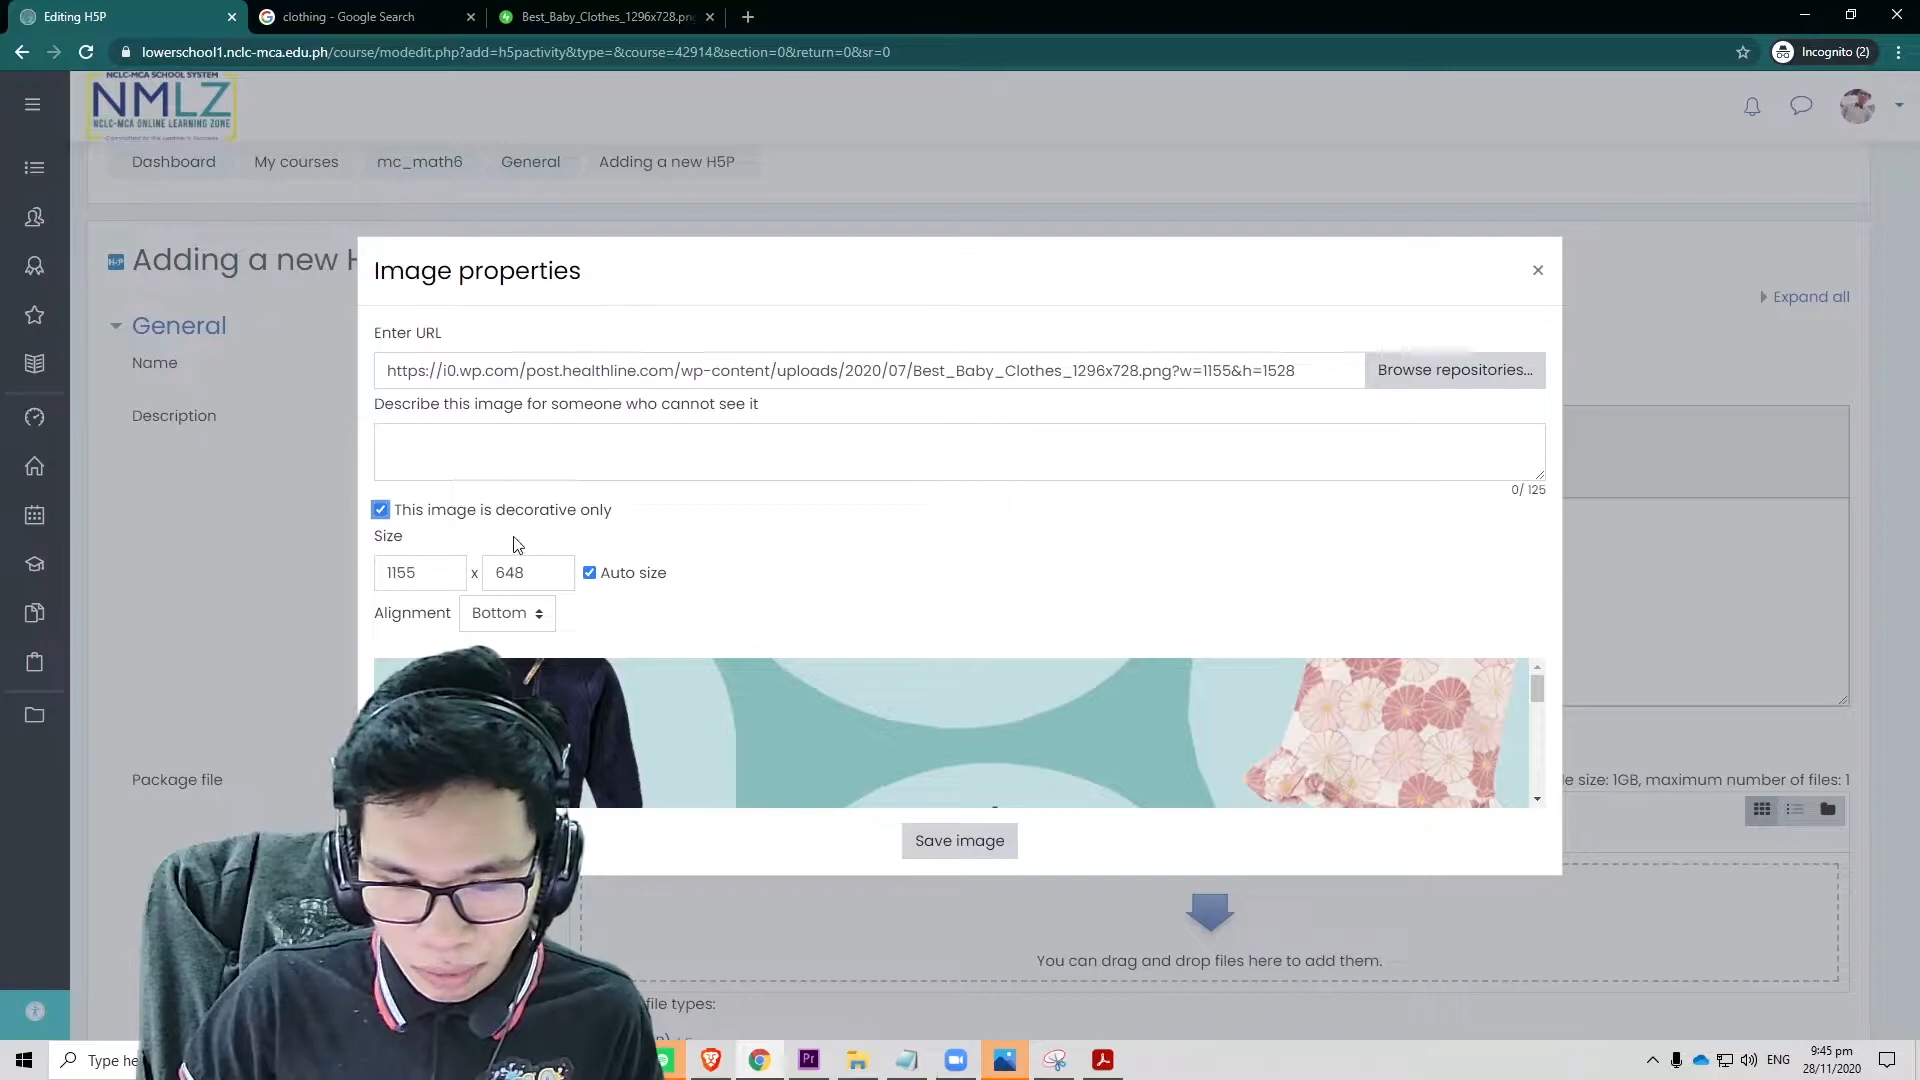 Editing H5P
clothing - Google Search
Best_Baby_Clothes_1296x728.pn
lowerschool1.nclc-mca.edu.ph/course/modedit.php?add=h5pactivity&type=&course=42914&section=0&return=0&sr=0
Incognito (2)
NCLC-MCA SCHOOL SYSTEM
NMLZ
NCLC-MCA ONLINE LEARNING ZONE
Dashboard
My courses
mc_math6
General
Adding a new H5P
Adding a new H
Expand all
General
Name
Description
Package file
Image properties
Enter URL
https://i0.wp.com/post.healthline.com/wp-content/uploads/2020/07/Best_Baby_Clothes_1296x728.png?w=1155&h=1528
Browse repositories...
Describe this image for someone who cannot see it
0/ 125
This image is decorative only
Size
1155 x 648 Auto size
Alignment Bottom
Save image
le size: 1GB, maximum number of files: 1
You can drag and drop files here to add them.
file types:
Type he
Pr
ENG
9:45 pm
28/11/2020